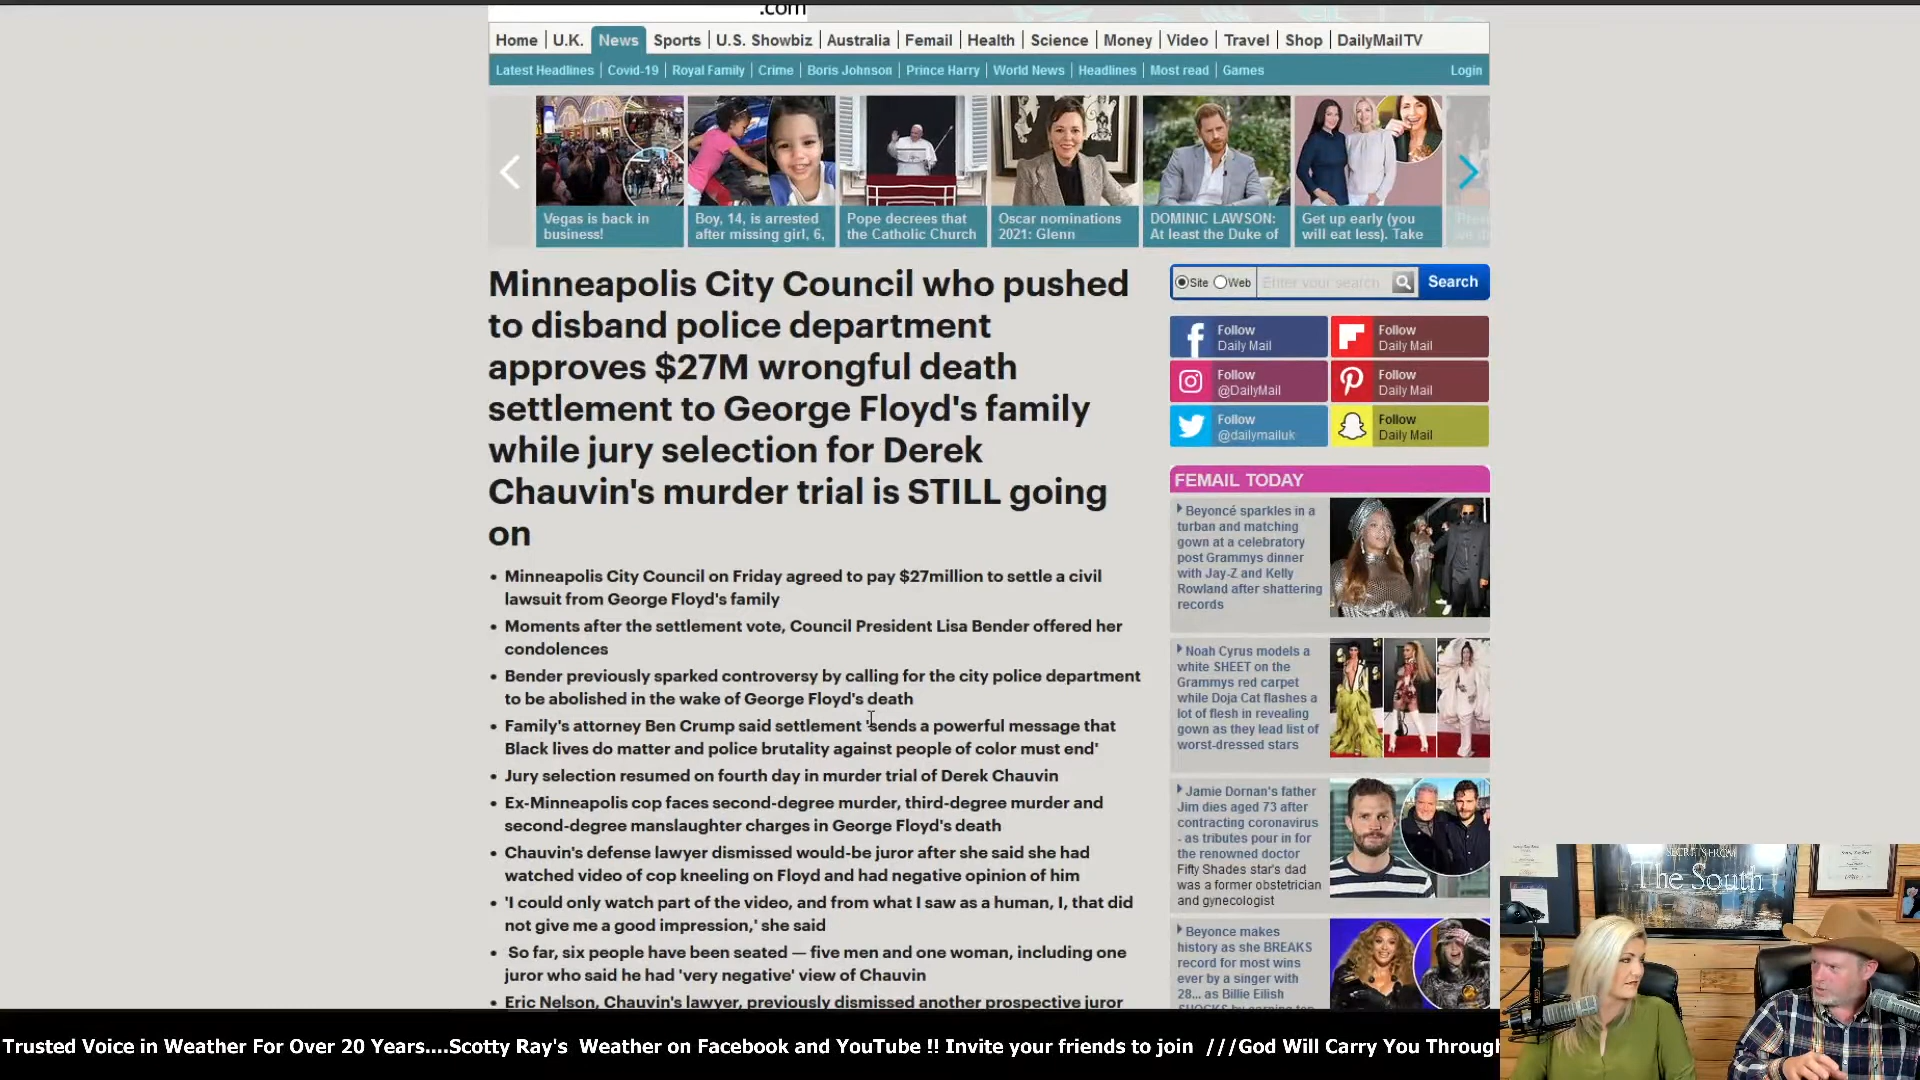 .com
Home U.K. News Sports U.S. Showbiz Australia Femail Health Science Money Video Travel Shop DailyMailTV
Latest Headlines Covid-19 Royal Family Crime Boris Johnson Prince Harry World News Headlines Most read Games Login
Vegas is back in
business!
Boy, 14, is arrested
after missing girl, 6,
Pope decrees that
the Catholic Church
Oscar nominations
2021: Glenn
DOMINIC LAWSON:
At least the Duke of
Get up early (you
will eat less). Take
Minneapolis City Council who pushed
to disband police department
approves $27M wrongful death
settlement to George Floyd's family
while jury selection for Derek
Chauvin's murder trial is STILL going
on
Minneapolis City Council on Friday agreed to pay $27million to settle a civil
lawsuit from George Floyd's family
Moments after the settlement vote, Council President Lisa Bender offered her
condolences
Bender previously sparked controversy by calling for the city police department
to be abolished in the wake of George Floyd's death
Family's attorney Ben Crump said settlement 'sends a powerful message that
Black lives do matter and police brutality against people of color must end'
Jury selection resumed on fourth day in murder trial of Derek Chauvin
Ex-Minneapolis cop faces second-degree murder, third-degree murder and
second-degree manslaughter charges in George Floyd's death
Chauvin's defense lawyer dismissed would-be juror after she said she had
watched video of cop kneeling on Floyd and had negative opinion of him
'I could only watch part of the video, and from what I saw as a human, I, that did
not give me a good impression,' she said
So far, six people have been seated — five men and one woman, including one
juror who said he had 'very negative' view of Chauvin
Eric Nelson, Chauvin's lawyer, previously dismissed another prospective juror
Site Web Enter your search Search
Follow
Daily Mail
Follow
Daily Mail
Follow
@DailyMail
Follow
Daily Mail
Follow
@dailymailuk
Follow
Daily Mail
FEMAIL TODAY
Beyoncé sparkles in a
turban and matching
gown at a celebratory
post Grammys dinner
with Jay-Z and Kelly
Rowland after shattering
records
Noah Cyrus models a
white SHEET on the
Grammys red carpet
while Doja Cat flashes a
lot of flesh in revealing
gown as they lead list of
worst-dressed stars
Jamie Dornan's father
Jim dies aged 73 after
contracting coronavirus
- as tributes pour in for
the renowned doctor
Fifty Shades star's dad
was a former obstetrician
and gynecologist
Beyonce makes
history as she BREAKS
record for most wins
ever by a singer with
28... as Billie Eilish
The South
Trusted Voice in Weather For Over 20 Years....Scotty Ray's Weather on Facebook and YouTube !! Invite your friends to join ///God Will Carry You Through